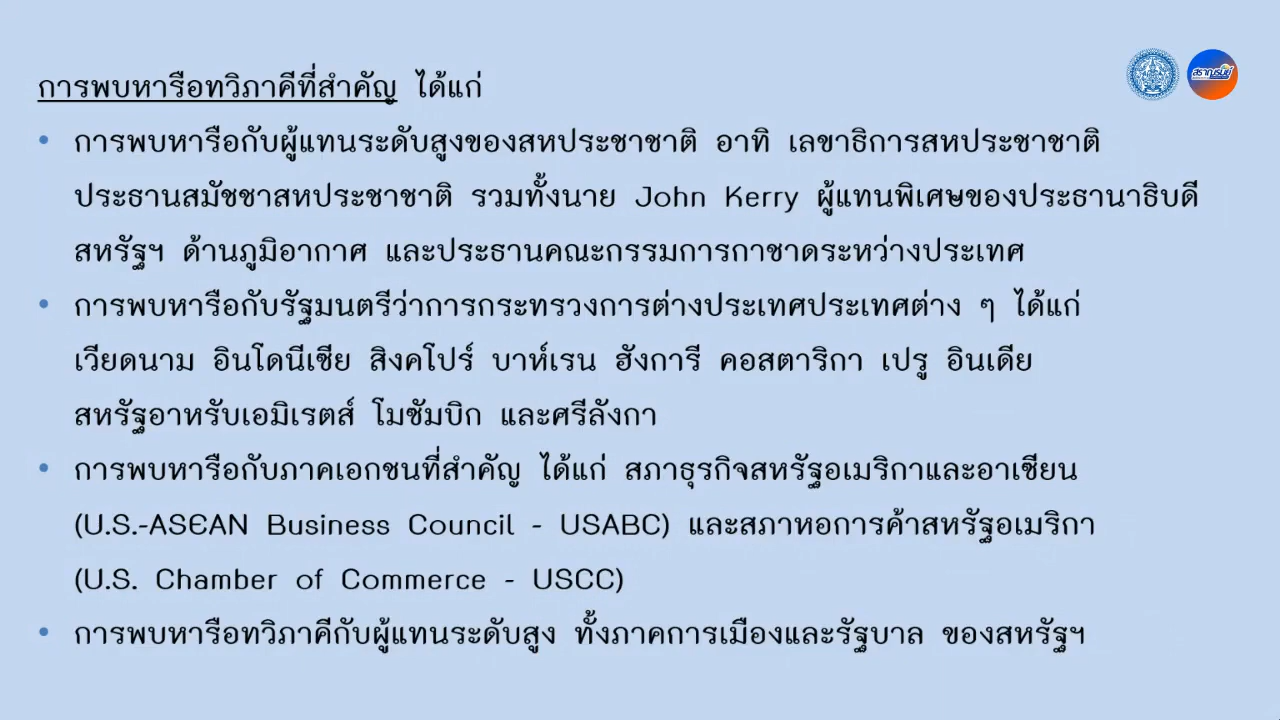 การพบหารือทวิภาคีที่สำคัญ ได้แก่
• การพบหารือกับผู้แทนระดับสูงของสหประชาชาติ อาทิ เลขาธิการสหประชาชาติ
ประธานสมัชชาสหประชาชาติ รวมทั้งนาย John Kerry ผู้แทนพิเศษของประธานาธิบดี
สหรัฐฯ ด้านภูมิอากาศ และประธานคณะกรรมการกาชาดระหว่างประเทศ
• การพบหารือกับรัฐมนตรีว่าการกระทรวงการต่างประเทศประเทศต่าง ๆ ได้แก่
เวียดนาม อินโดนีเซีย สิงคโปร์ บาห์เรน ฮังการี คอสตาริกา เปรู อินเดีย
สหรัฐอาหรับเอมิเรตส์ โมซัมบิก และศรีลังกา
• การพบหารือกับภาคเอกชนที่สำคัญ ได้แก่ สภาธุรกิจสหรัฐอเมริกาและอาเซียน
(U.S.-ASEAN Business Council - USABC) และสภาหอการค้าสหรัฐอเมริกา
(U.S. Chamber of Commerce - USCC)
• การพบหารือทวิภาคีกับผู้แทนระดับสูง ทั้งภาคการเมืองและรัฐบาล ของสหรัฐฯ